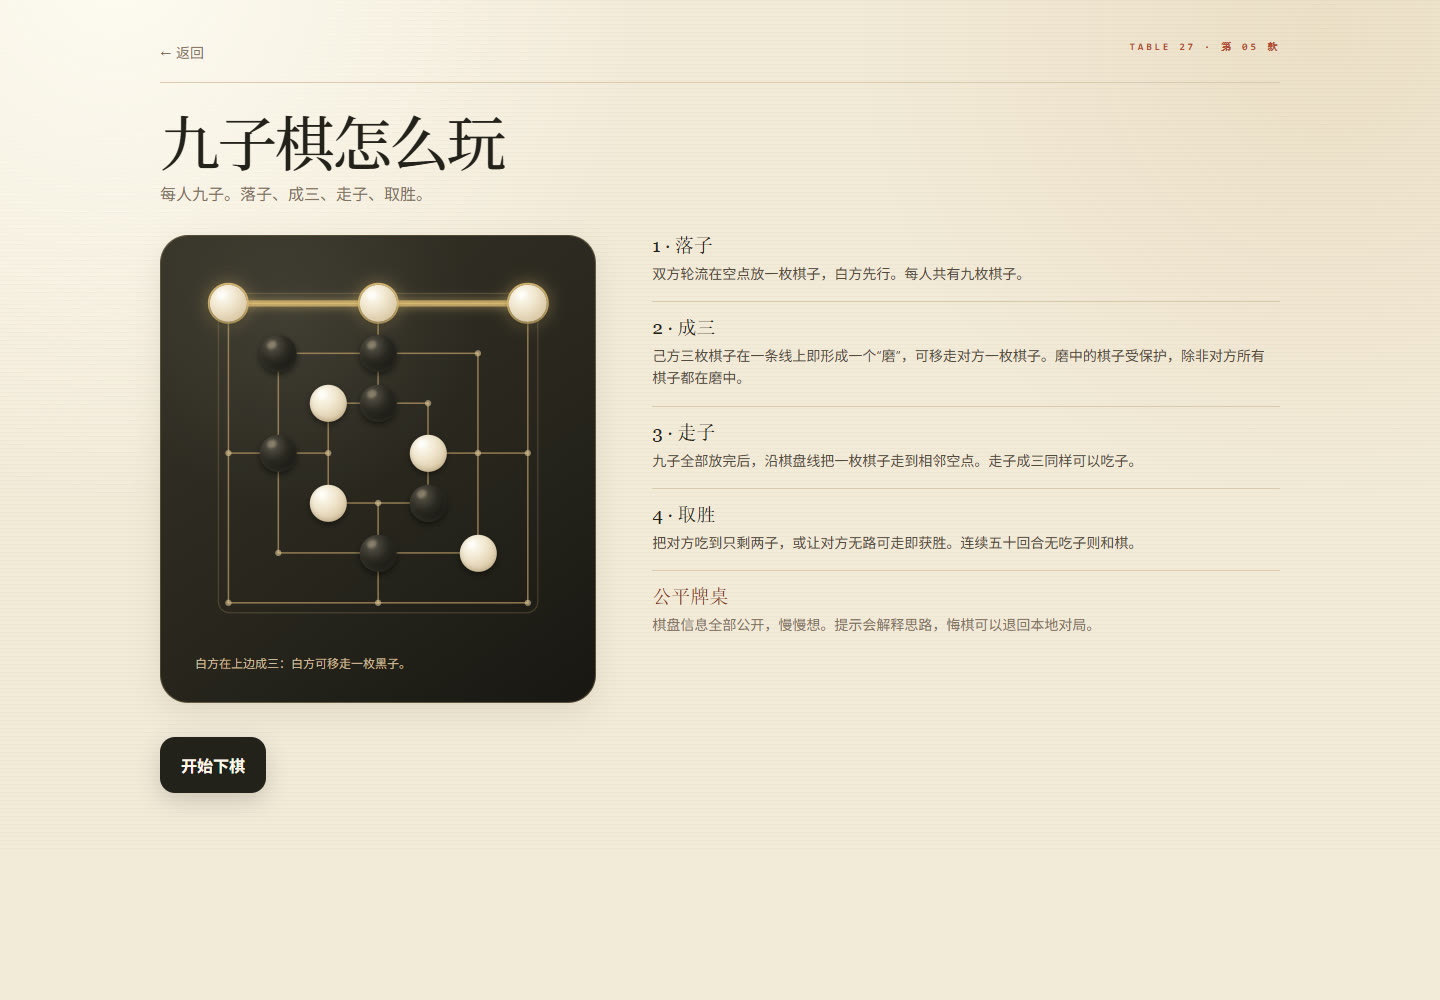 ← 返回
TABLE 27 · 第 05 款
九子棋怎么玩
每人九子。落子、成三、走子、取胜。
1 · 落子
双方轮流在空点放一枚棋子，白方先行。每人共有九枚棋子。
2 · 成三
己方三枚棋子在一条线上即形成一个“磨”，可移走对方一枚棋子。磨中的棋子受保护，除非对方所有
棋子都在磨中。
3 · 走子
九子全部放完后，沿棋盘线把一枚棋子走到相邻空点。走子成三同样可以吃子。
4 · 取胜
把对方吃到只剩两子，或让对方无路可走即获胜。连续五十回合无吃子则和棋。
公平牌桌
棋盘信息全部公开，慢慢想。提示会解释思路，悔棋可以退回本地对局。
白方在上边成三：白方可移走一枚黑子。
开始下棋